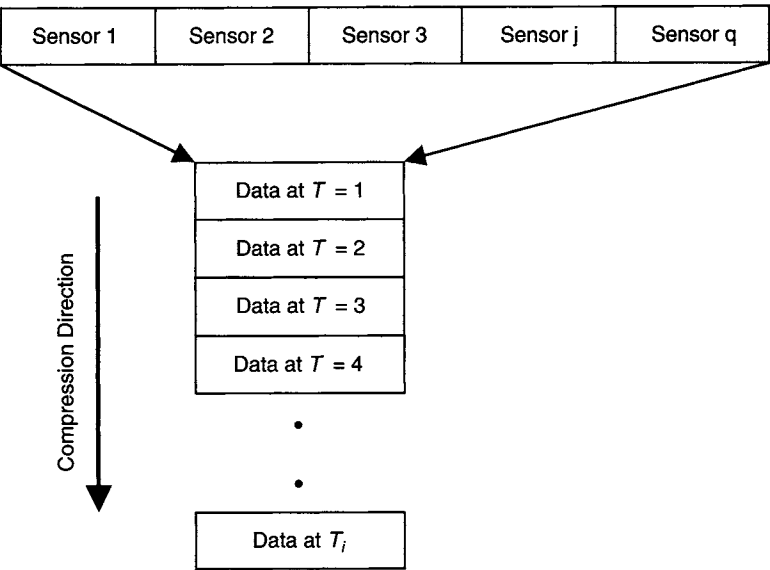 Sensor 1 Sensor 2 Sensor 3 Sensor j Sensor q
Data at T = 1
Data at T = 2
Data at T = 3
Data at T = 4
Data at Ti
Compression Direction